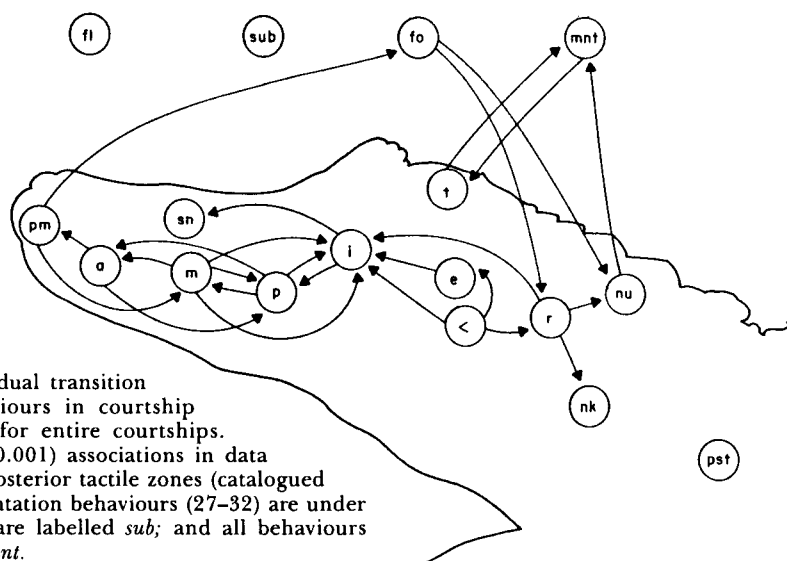 fl
sub
fo
mnt
t
sn
pm
i
a
m
e
p
nu
<
r
dual transition
iours in courtship
for entire courtships.
0.001) associations in data
osterior tactile zones (catalogued
tation behaviours (27–32) are under
are labelled sub; and all behaviours
nt.
nk
pst